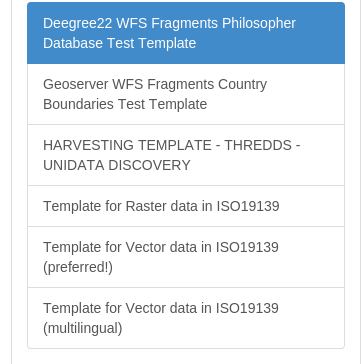 Deegree22 WFS Fragments Philosopher
Database Test Template
Geoserver WFS Fragments Country
Boundaries Test Template
HARVESTING TEMPLATE - THREDDS -
UNIDATA DISCOVERY
Template for Raster data in ISO19139
Template for Vector data in ISO19139
(preferred!)
Template for Vector data in ISO19139
(multilingual)